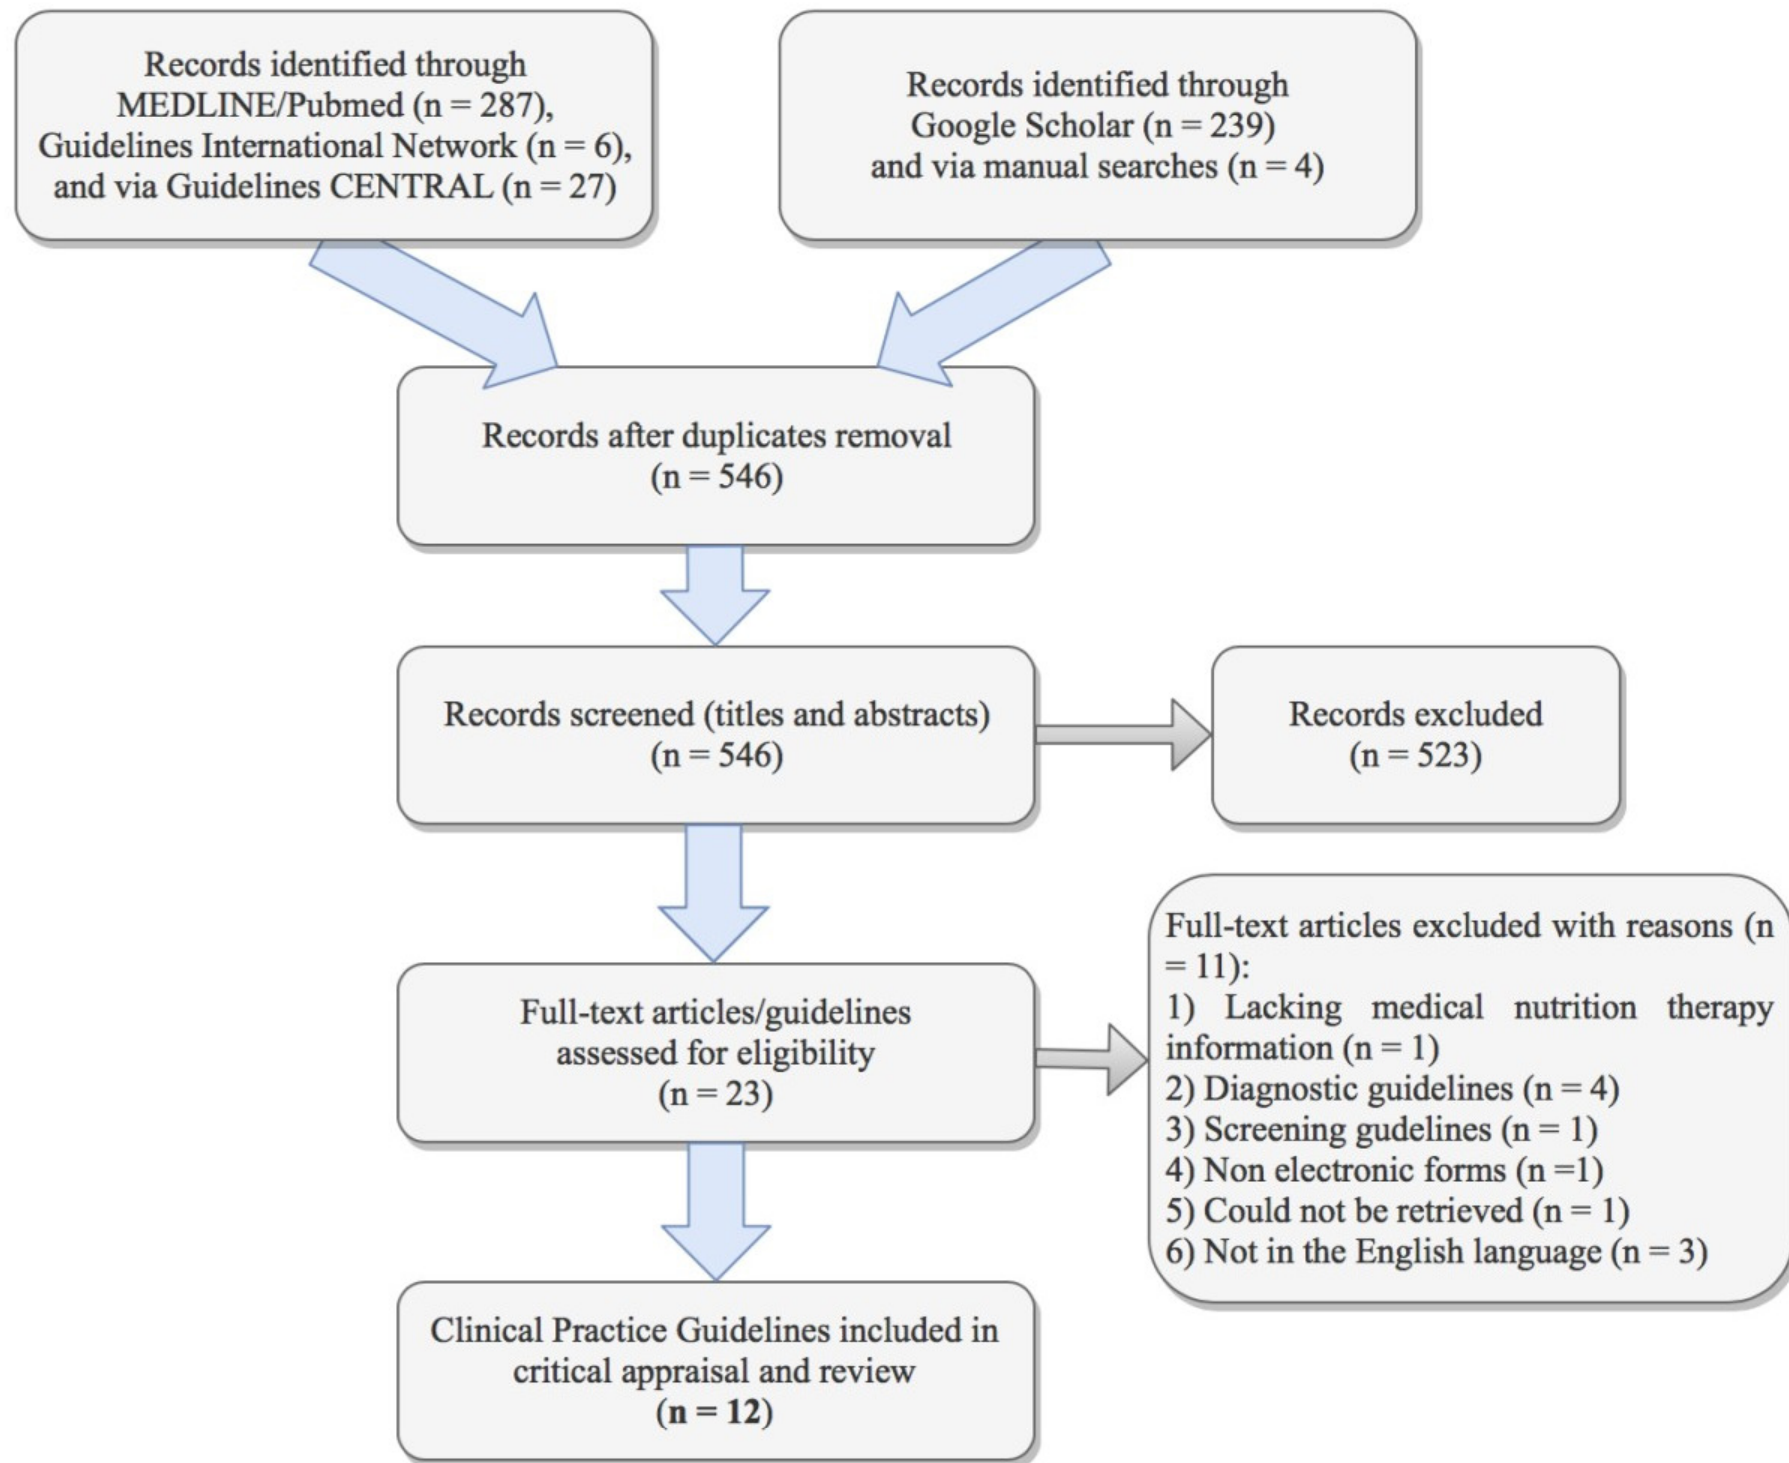 Records identified through
MEDLINE/Pubmed (n = 287),
Guidelines International Network (n = 6),
and via Guidelines CENTRAL (n = 27)
Records identified through
Google Scholar (n = 239)
and via manual searches (n = 4)
Records after duplicates removal
(n = 546)
Records screened (titles and abstracts)
(n = 546)
Records excluded
(n = 523)
Full-text articles/guidelines
assessed for eligibility
(n = 23)
Full-text articles excluded with reasons (n
= 11):
1) Lacking medical nutrition therapy
information (n = 1)
2) Diagnostic guidelines (n = 4)
3) Screening gudelines (n = 1)
4) Non electronic forms (n =1)
5) Could not be retrieved (n = 1)
6) Not in the English language (n = 3)
Clinical Practice Guidelines included in
critical appraisal and review
(n = 12)